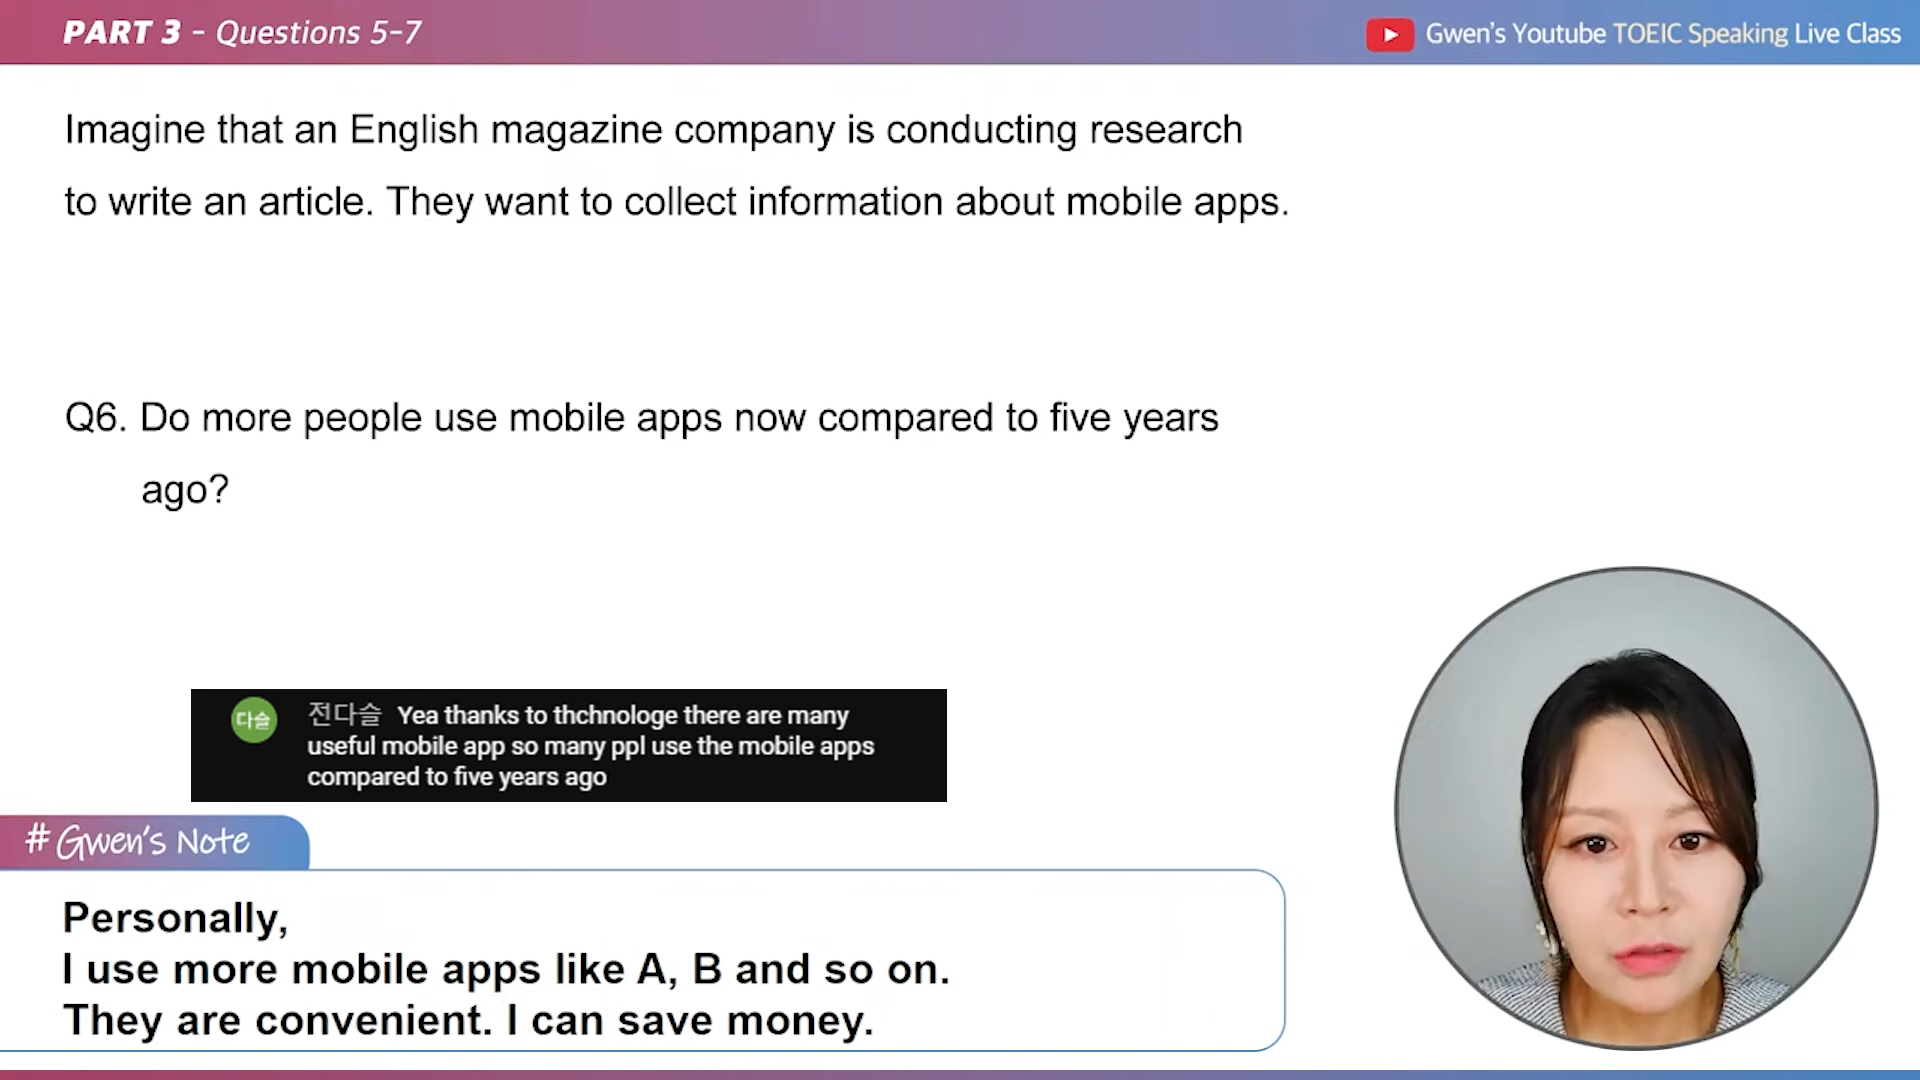 PART 3 - Questions 5-7
Gwen's Youtube TOEIC Speaking Live Class
Imagine that an English magazine company is conducting research
to write an article. They want to collect information about mobile apps.
Q6. Do more people use mobile apps now compared to five years
ago?
다슬
전다슬 Yea thanks to thchnologe there are many
useful mobile app so many ppl use the mobile apps
compared to five years ago
# Gwen's Note
Personally,
I use more mobile apps like A, B and so on.
They are convenient. I can save money.